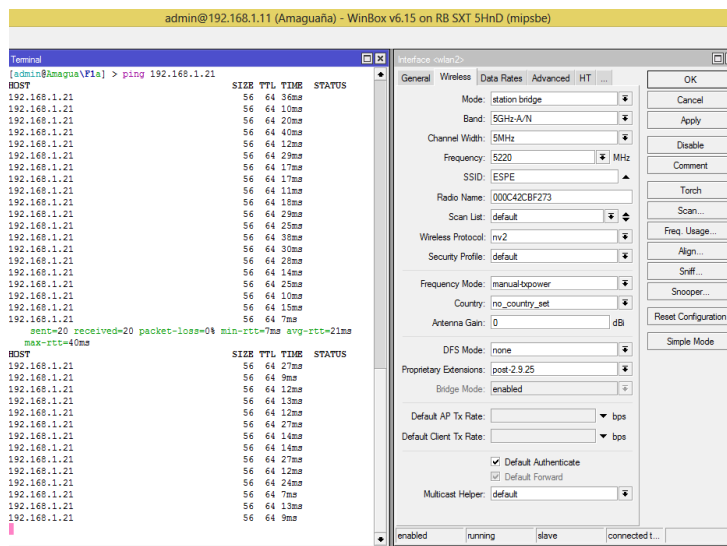 admin@192.168.1.11 (Amaguaña) - WinBox v6.15 on RB SXT 5HnD (mipsbe)
Terminal
[admin@Amagua\F1a] > ping 192.168.1.21
HOST SIZE TTL TIME STATUS
192.168.1.21 56 64 36ms
192.168.1.21 56 64 10ms
192.168.1.21 56 64 20ms
192.168.1.21 56 64 40ms
192.168.1.21 56 64 12ms
192.168.1.21 56 64 29ms
192.168.1.21 56 64 17ms
192.168.1.21 56 64 17ms
192.168.1.21 56 64 11ms
192.168.1.21 56 64 18ms
192.168.1.21 56 64 29ms
192.168.1.21 56 64 25ms
192.168.1.21 56 64 38ms
192.168.1.21 56 64 30ms
192.168.1.21 56 64 28ms
192.168.1.21 56 64 14ms
192.168.1.21 56 64 25ms
192.168.1.21 56 64 10ms
192.168.1.21 56 64 15ms
192.168.1.21 56 64 7ms
sent=20 received=20 packet-loss=0% min-rtt=7ms avg-rtt=21ms
max-rtt=40ms
HOST SIZE TTL TIME STATUS
192.168.1.21 56 64 27ms
192.168.1.21 56 64 9ms
192.168.1.21 56 64 12ms
192.168.1.21 56 64 13ms
192.168.1.21 56 64 12ms
192.168.1.21 56 64 27ms
192.168.1.21 56 64 14ms
192.168.1.21 56 64 14ms
192.168.1.21 56 64 27ms
192.168.1.21 56 64 12ms
192.168.1.21 56 64 24ms
192.168.1.21 56 64 7ms
192.168.1.21 56 64 13ms
192.168.1.21 56 64 9ms
Interface <wlan2>
General Wireless Data Rates Advanced HT ...
Mode: station bridge
Band: 5GHz-A/N
Channel Width: 5MHz
Frequency: 5220 MHz
SSID: ESPE
Radio Name: 000C42CBF273
Scan List: default
Wireless Protocol: nv2
Security Profile: default
Frequency Mode: manual-txpower
Country: no_country_set
Antenna Gain: 0 dBi
DFS Mode: none
Proprietary Extensions: post-2.9.25
Bridge Mode: enabled
Default AP Tx Rate: bps
Default Client Tx Rate: bps
Default Authenticate
Default Forward
Multicast Helper: default
enabled running slave connected t...
OK
Cancel
Apply
Disable
Comment
Torch
Scan...
Freq. Usage...
Align...
Sniff...
Snooper...
Reset Configuration
Simple Mode